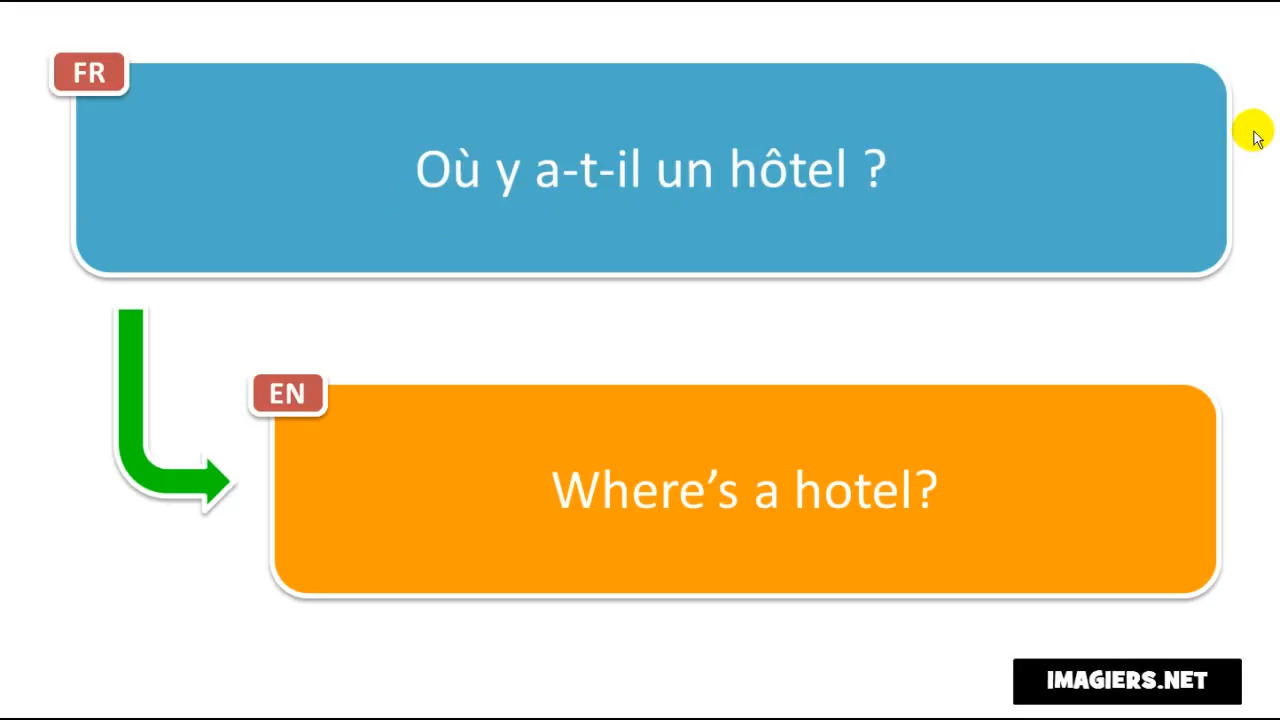 FR
Où y a-t-il un hôtel ?
EN
Where’s a hotel?
IMAGIERS.NET